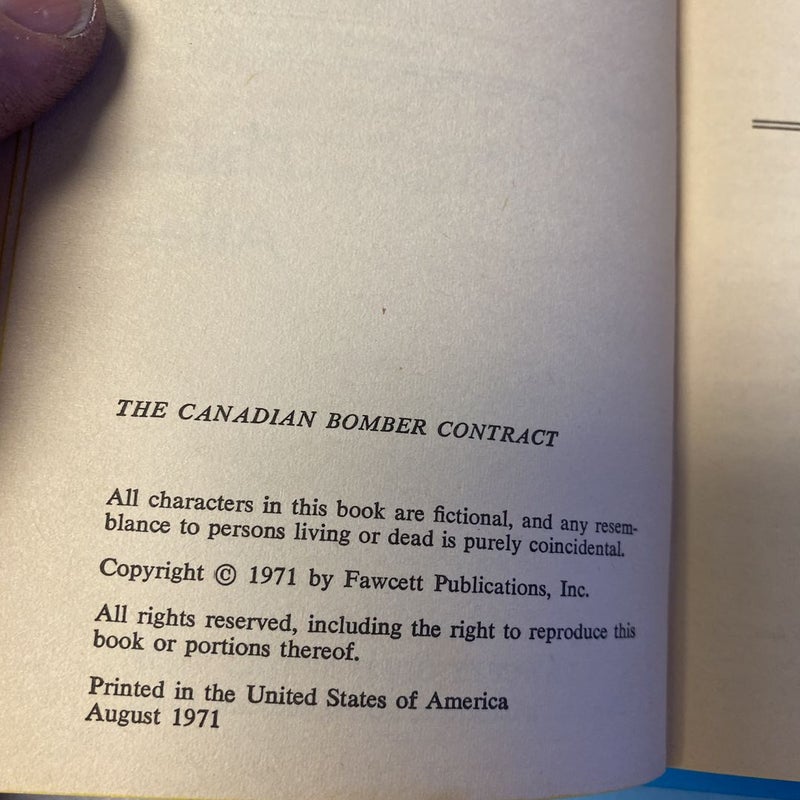 THE CANADIAN BOMBER CONTRACT
All characters in this book are fictional, and any resem-
blance to persons living or dead is purely coincidental.
Copyright © 1971 by Fawcett Publications, Inc.
All rights reserved, including the right to reproduce this
book or portions thereof.
Printed in the United States of America
August 1971